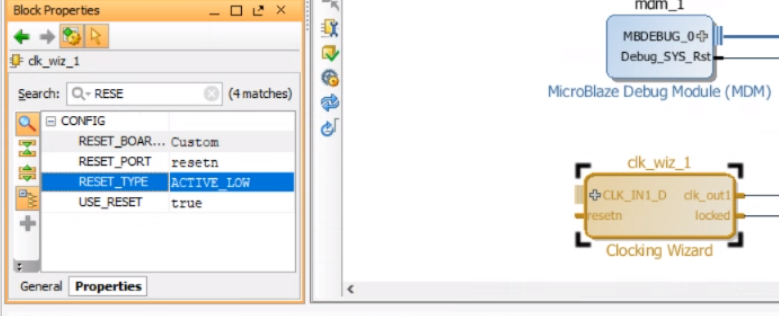 Block Properties
clk_wiz_1
Search: RESE (4 matches)
CONFIG
RESET_BOAR... Custom
RESET_PORT resetn
RESET_TYPE ACTIVE_LOW
USE_RESET true
General Properties
mdm_1
MBDEBUG_0
Debug_SYS_Rst
MicroBlaze Debug Module (MDM)
clk_wiz_1
CLK_IN1_D clk_out1
resetn locked
Clocking Wizard